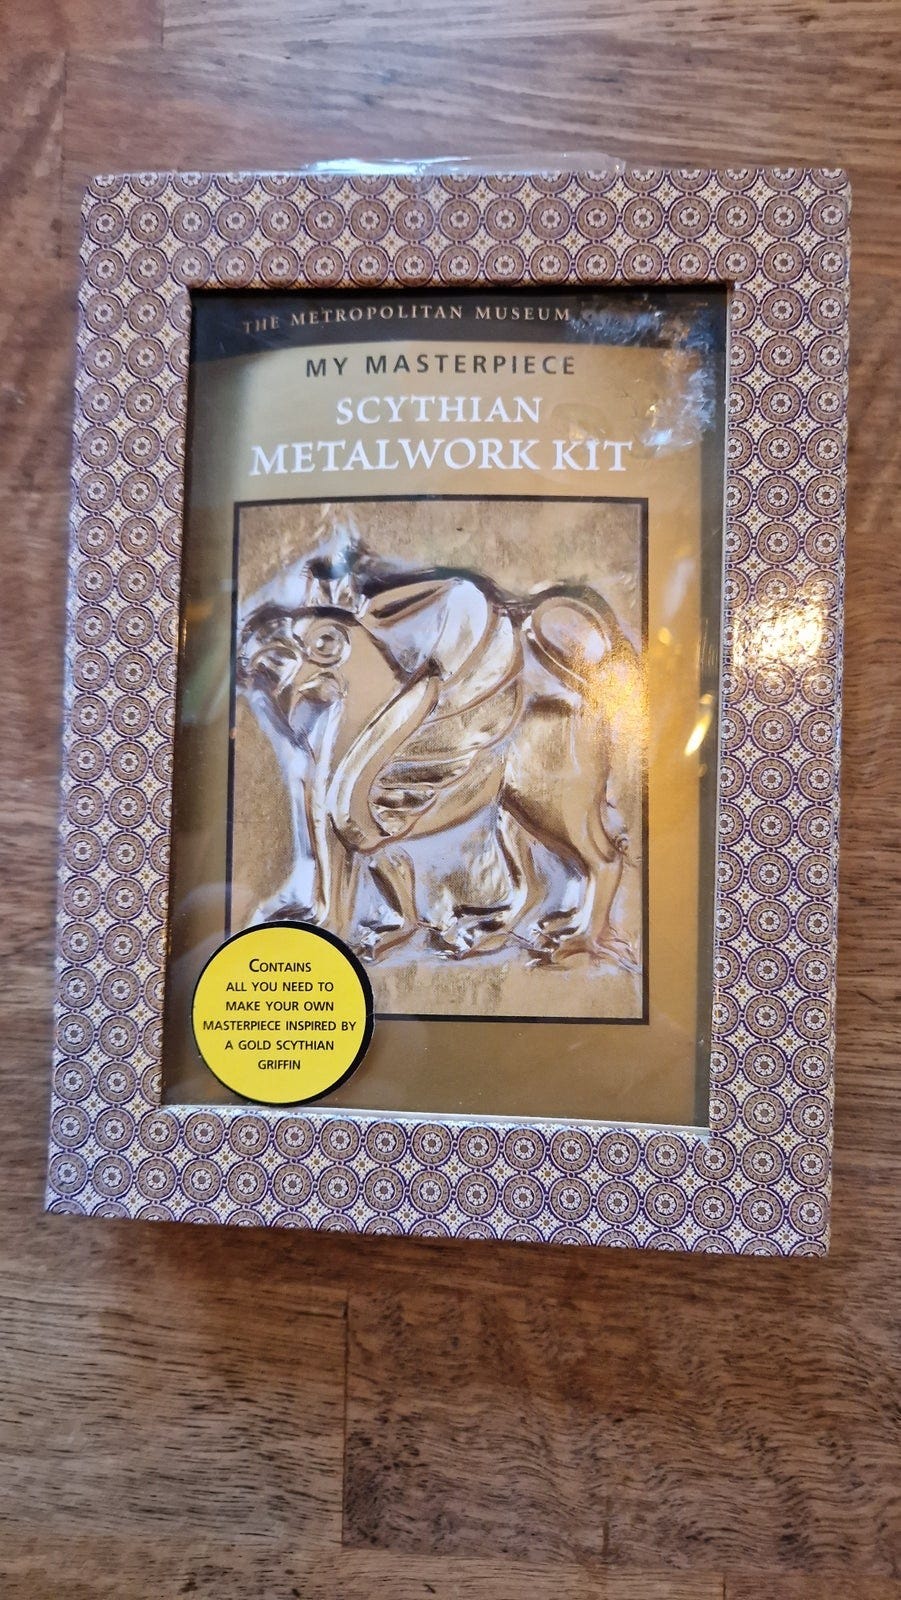 THE METROPOLITAN MUSEUM
MY MASTERPIECE
SCYTHIAN
METALWORK KIT
CONTAINS
ALL YOU NEED TO
MAKE YOUR OWN
MASTERPIECE INSPIRED BY
A GOLD SCYTHIAN
GRIFFIN